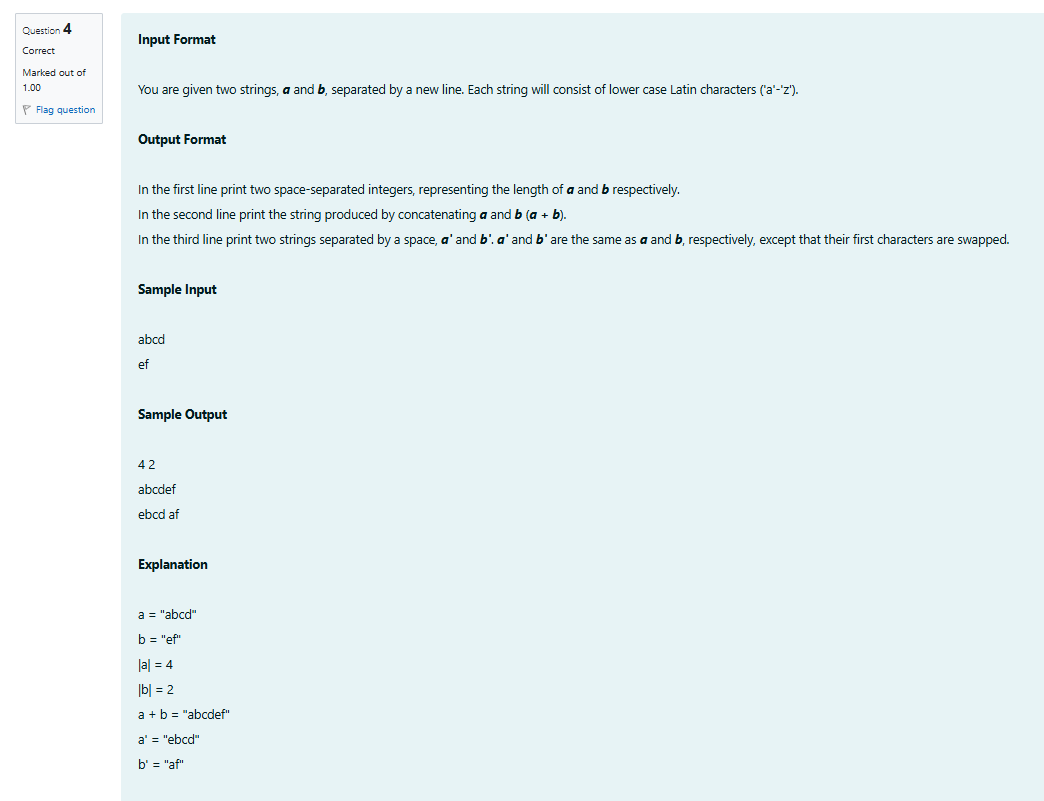 Question 4
Correct
Marked out of
1.00
Flag question
Input Format
You are given two strings, a and b, separated by a new line. Each string will consist of lower case Latin characters ('a'-'z').
Output Format
In the first line print two space-separated integers, representing the length of a and b respectively.
In the second line print the string produced by concatenating a and b (a + b).
In the third line print two strings separated by a space, a' and b'. a' and b' are the same as a and b, respectively, except that their first characters are swapped.
Sample Input
abcd
ef
Sample Output
4 2
abcdef
ebcd af
Explanation
a = "abcd"
b = "ef"
|a| = 4
|b| = 2
a + b = "abcdef"
a' = "ebcd"
b' = "af"